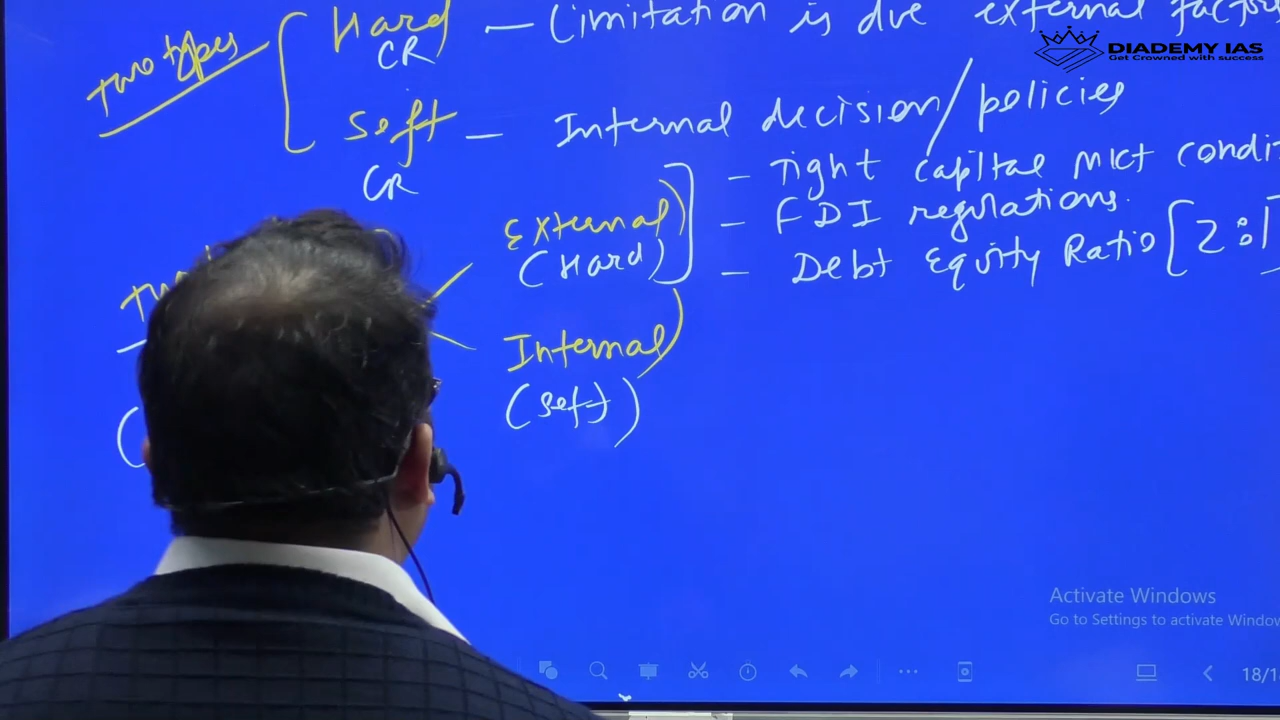 Two types
Hard — Limitation is due external factors
CR
DIADEMY IAS
Get Crowned with success
Soft — Internal decision/policies
CR
External
(Hard)
- Tight capital MKT condit
- FDI regulations.
- Debt Equity Ratio [2:1]
Internal
(Soft)
Activate Windows
Go to Settings to activate Window
18/1